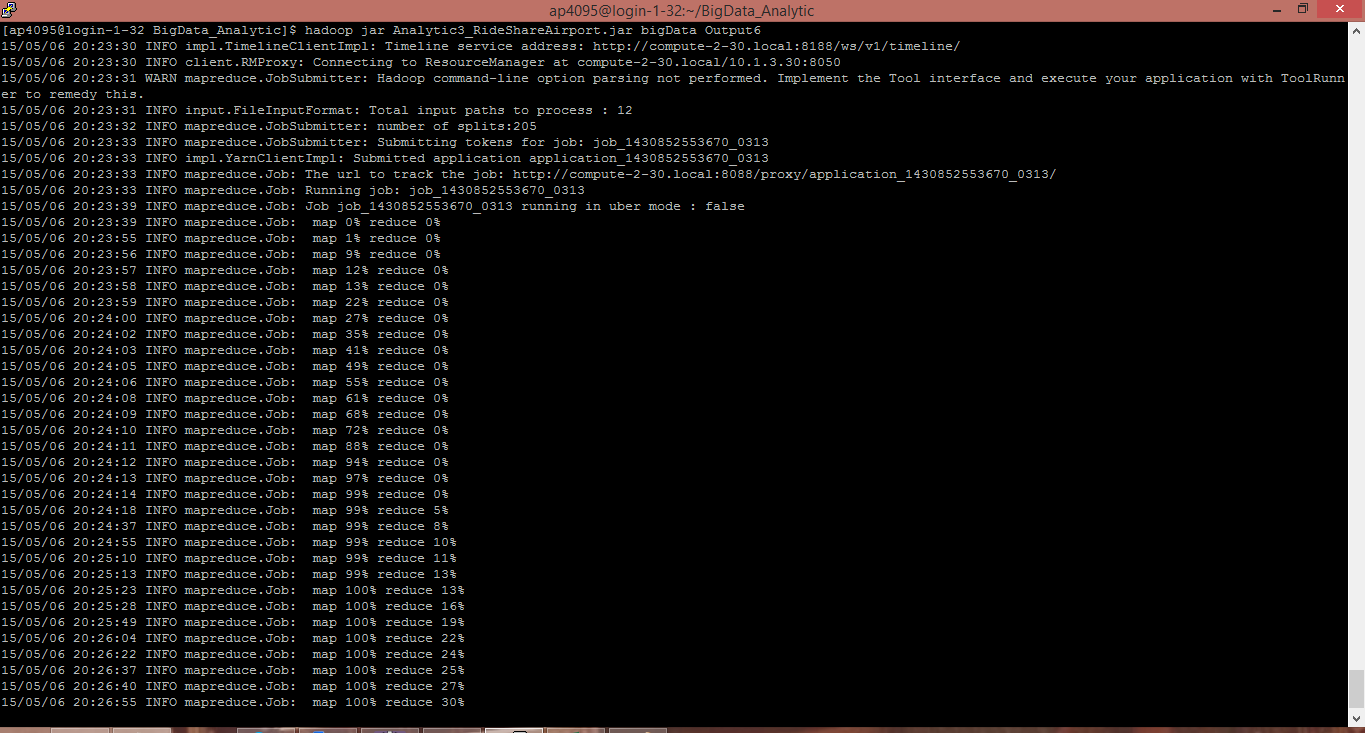 ap4095@login-1-32:~/BigData_Analytic
[ap4095@login-1-32 BigData_Analytic]$ hadoop jar Analytic3_RideShareAirport.jar bigData Output6
15/05/06 20:23:30 INFO impl.TimelineClientImpl: Timeline service address: http://compute-2-30.local:8188/ws/v1/timeline/
15/05/06 20:23:30 INFO client.RMProxy: Connecting to ResourceManager at compute-2-30.local/10.1.3.30:8050
15/05/06 20:23:31 WARN mapreduce.JobSubmitter: Hadoop command-line option parsing not performed. Implement the Tool interface and execute your application with ToolRunn
er to remedy this.
15/05/06 20:23:31 INFO input.FileInputFormat: Total input paths to process : 12
15/05/06 20:23:32 INFO mapreduce.JobSubmitter: number of splits:205
15/05/06 20:23:33 INFO mapreduce.JobSubmitter: Submitting tokens for job: job_1430852553670_0313
15/05/06 20:23:33 INFO impl.YarnClientImpl: Submitted application application_1430852553670_0313
15/05/06 20:23:33 INFO mapreduce.Job: The url to track the job: http://compute-2-30.local:8088/proxy/application_1430852553670_0313/
15/05/06 20:23:33 INFO mapreduce.Job: Running job: job_1430852553670_0313
15/05/06 20:23:39 INFO mapreduce.Job: Job job_1430852553670_0313 running in uber mode : false
15/05/06 20:23:39 INFO mapreduce.Job:  map 0% reduce 0%
15/05/06 20:23:55 INFO mapreduce.Job:  map 1% reduce 0%
15/05/06 20:23:56 INFO mapreduce.Job:  map 9% reduce 0%
15/05/06 20:23:57 INFO mapreduce.Job:  map 12% reduce 0%
15/05/06 20:23:58 INFO mapreduce.Job:  map 13% reduce 0%
15/05/06 20:23:59 INFO mapreduce.Job:  map 22% reduce 0%
15/05/06 20:24:00 INFO mapreduce.Job:  map 27% reduce 0%
15/05/06 20:24:02 INFO mapreduce.Job:  map 35% reduce 0%
15/05/06 20:24:03 INFO mapreduce.Job:  map 41% reduce 0%
15/05/06 20:24:05 INFO mapreduce.Job:  map 49% reduce 0%
15/05/06 20:24:06 INFO mapreduce.Job:  map 55% reduce 0%
15/05/06 20:24:08 INFO mapreduce.Job:  map 61% reduce 0%
15/05/06 20:24:09 INFO mapreduce.Job:  map 68% reduce 0%
15/05/06 20:24:10 INFO mapreduce.Job:  map 72% reduce 0%
15/05/06 20:24:11 INFO mapreduce.Job:  map 88% reduce 0%
15/05/06 20:24:12 INFO mapreduce.Job:  map 94% reduce 0%
15/05/06 20:24:13 INFO mapreduce.Job:  map 97% reduce 0%
15/05/06 20:24:14 INFO mapreduce.Job:  map 99% reduce 0%
15/05/06 20:24:18 INFO mapreduce.Job:  map 99% reduce 5%
15/05/06 20:24:37 INFO mapreduce.Job:  map 99% reduce 8%
15/05/06 20:24:55 INFO mapreduce.Job:  map 99% reduce 10%
15/05/06 20:25:10 INFO mapreduce.Job:  map 99% reduce 11%
15/05/06 20:25:13 INFO mapreduce.Job:  map 99% reduce 13%
15/05/06 20:25:23 INFO mapreduce.Job:  map 100% reduce 13%
15/05/06 20:25:28 INFO mapreduce.Job:  map 100% reduce 16%
15/05/06 20:25:49 INFO mapreduce.Job:  map 100% reduce 19%
15/05/06 20:26:04 INFO mapreduce.Job:  map 100% reduce 22%
15/05/06 20:26:22 INFO mapreduce.Job:  map 100% reduce 24%
15/05/06 20:26:37 INFO mapreduce.Job:  map 100% reduce 25%
15/05/06 20:26:40 INFO mapreduce.Job:  map 100% reduce 27%
15/05/06 20:26:55 INFO mapreduce.Job:  map 100% reduce 30%